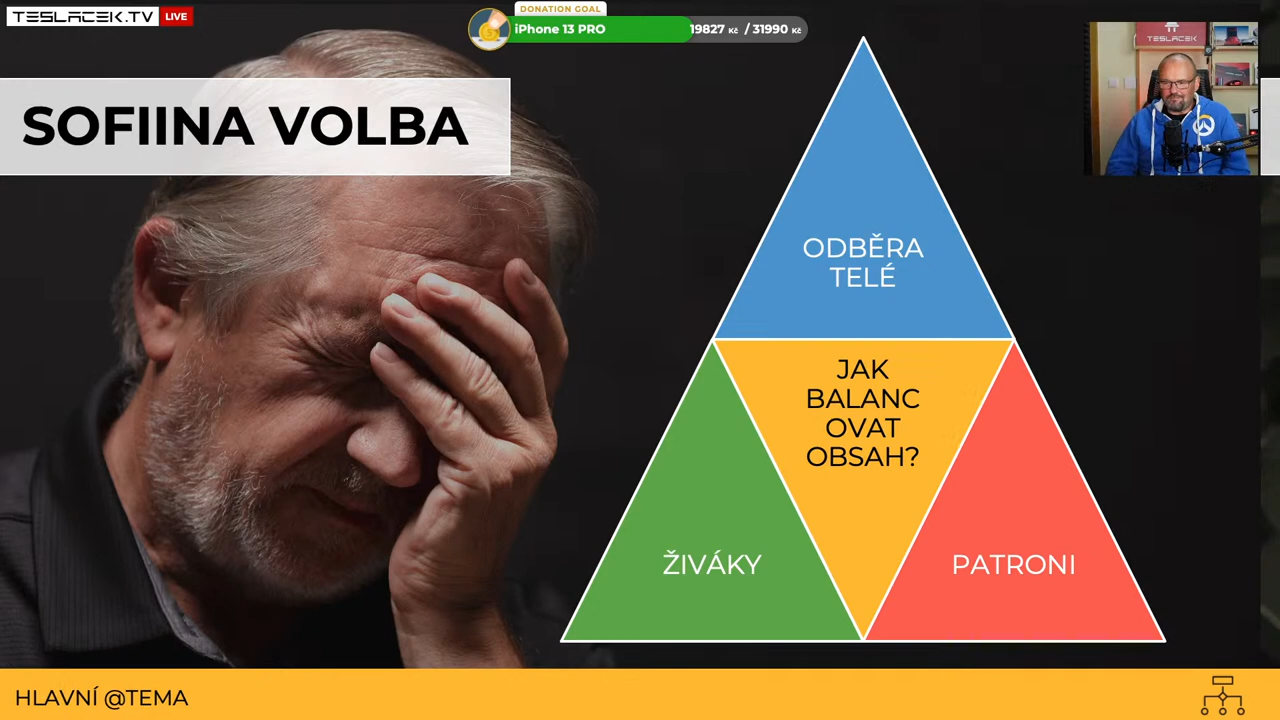 TESLACEK.TV LIVE
DONATION GOAL
iPhone 13 PRO 19827 Kč / 31990 Kč
TESLACEK
SOFIINA VOLBA
ODBĚRA
TELÉ
JAK
BALANC
OVAT
OBSAH?
ŽIVÁKY
PATRONI
HLAVNÍ @TEMA